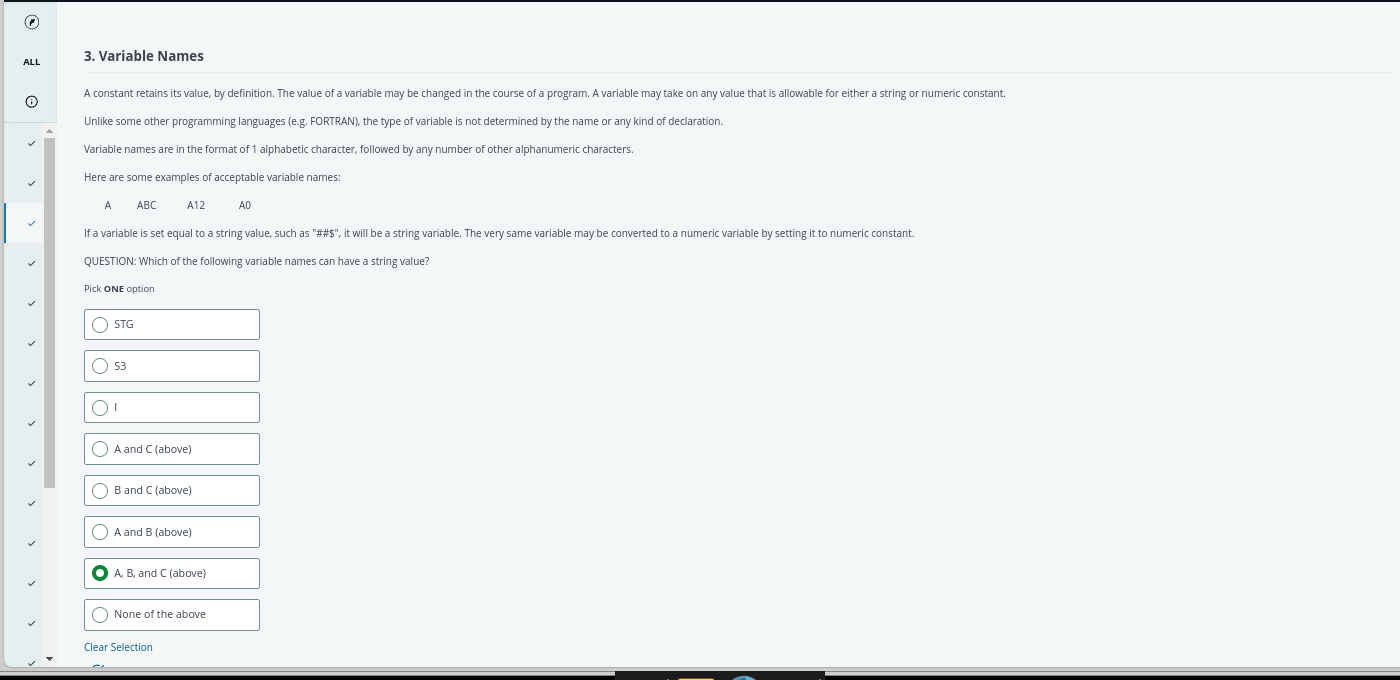 ALL
3. Variable Names
A constant retains its value, by definition. The value of a variable may be changed in the course of a program. A variable may take on any value that is allowable for either a string or numeric constant.
Unlike some other programming languages (e.g. FORTRAN), the type of variable is not determined by the name or any kind of declaration.
Variable names are in the format of 1 alphabetic character, followed by any number of other alphanumeric characters.
Here are some examples of acceptable variable names:
A ABC A12 A0
If a variable is set equal to a string value, such as "##$", it will be a string variable. The very same variable may be converted to a numeric variable by setting it to numeric constant.
QUESTION: Which of the following variable names can have a string value?
Pick ONE option
STG
S3
I
A and C (above)
B and C (above)
A and B (above)
A, B, and C (above)
None of the above
Clear Selection